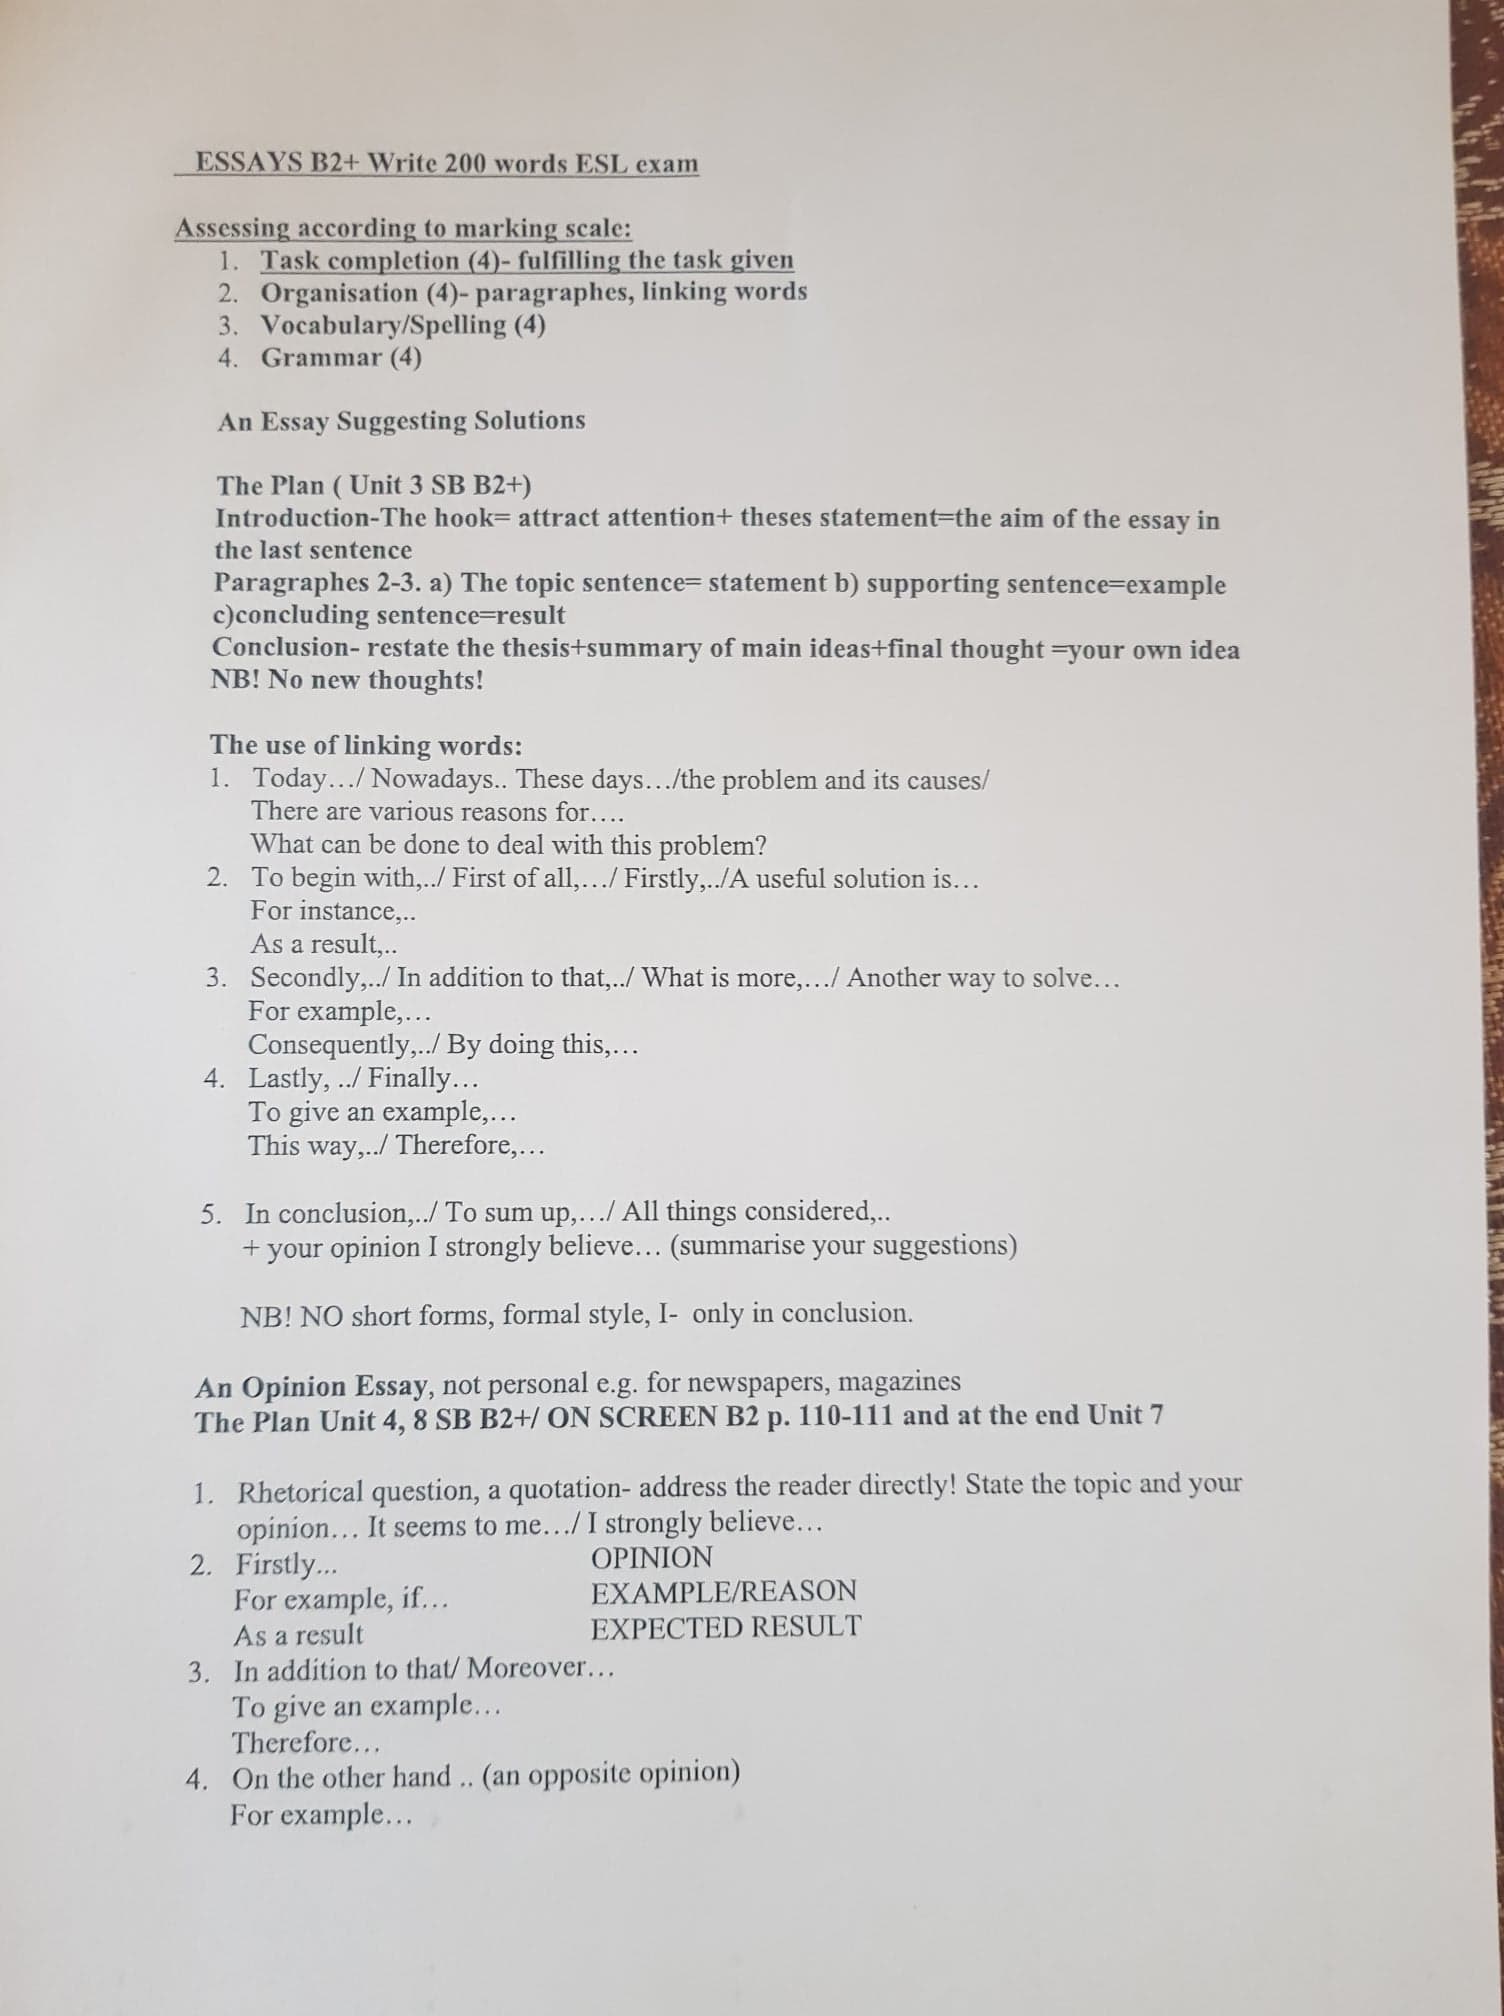 ESSAYS B2+ Write 200 words ESL exam
Assessing according to marking scale:
1. Task completion (4)- fulfilling the task given
2. Organisation (4)- paragraphes, linking words
3. Vocabulary/Spelling (4)
4. Grammar (4)
An Essay Suggesting Solutions
The Plan ( Unit 3 SB B2+)
Introduction-The hook= attract attention+ theses statement=the aim of the essay in
the last sentence
Paragraphes 2-3. a) The topic sentence= statement b) supporting sentence=example
c)concluding sentence=result
Conclusion- restate the thesis+summary of main ideas+final thought =your own idea
NB! No new thoughts!
The use of linking words:
1. Today…/ Nowadays.. These days…/the problem and its causes/
There are various reasons for….
What can be done to deal with this problem?
2. To begin with,../ First of all,…/ Firstly,../A useful solution is…
For instance,..
As a result,..
3. Secondly,../ In addition to that,../ What is more,…/ Another way to solve…
For example,…
Consequently,../ By doing this,…
4. Lastly, ../ Finally…
To give an example,…
This way,../ Therefore,…
5. In conclusion,../ To sum up,…/ All things considered,..
+ your opinion I strongly believe… (summarise your suggestions)
NB! NO short forms, formal style, I- only in conclusion.
An Opinion Essay, not personal e.g. for newspapers, magazines
The Plan Unit 4, 8 SB B2+/ ON SCREEN B2 p. 110-111 and at the end Unit 7
1. Rhetorical question, a quotation- address the reader directly! State the topic and your
opinion… It seems to me…/ I strongly believe…
2. Firstly... OPINION
For example, if… EXAMPLE/REASON
As a result EXPECTED RESULT
3. In addition to that/ Moreover…
To give an example…
Therefore…
4. On the other hand .. (an opposite opinion)
For example…